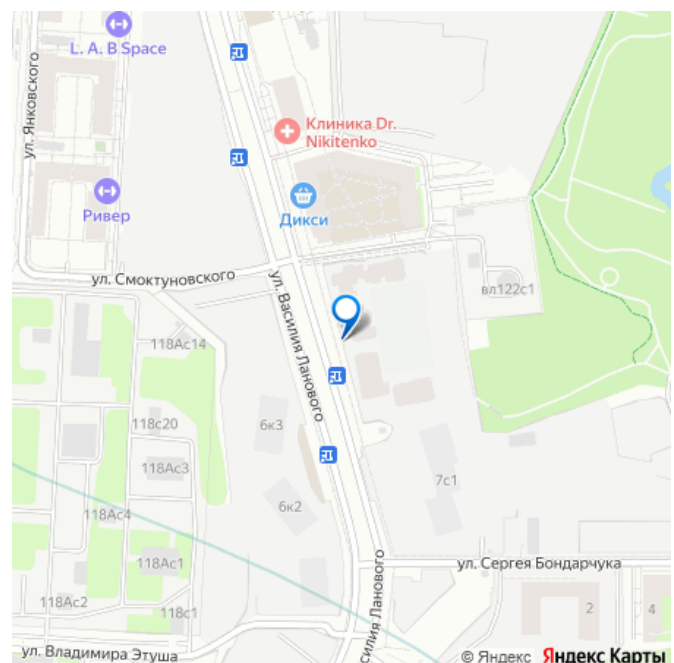 L. A. B Space
ул. Янковского
Клиника Dr.
Nikitenko
Ривер
Дикси
ул. Смоктуновского
вл122с1
ул. Василия Ланового
118Ас14
118с20
6к3
118Ас3
7с1
6к2
118Ас4
118Ас1
ул. Сергея Бондарчука
118Ас2
118с1
2
4
силия Ланового
ул. Владимира Этуша
© Яндекс Яндекс Карты